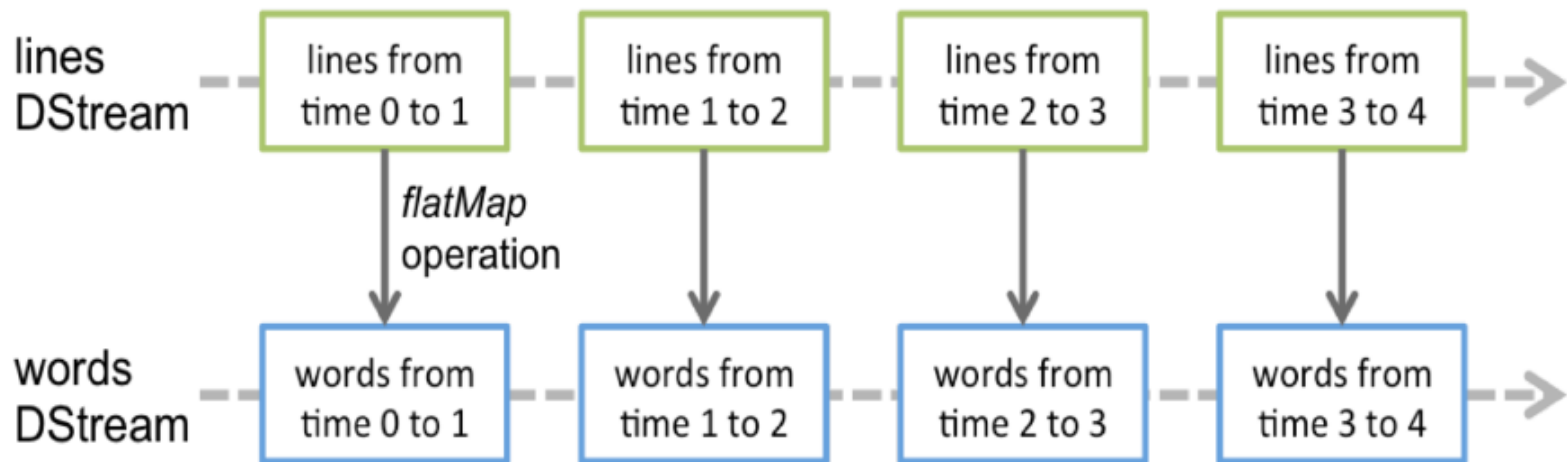 lines
DStream
lines from
time 0 to 1
lines from
time 1 to 2
lines from
time 2 to 3
lines from
time 3 to 4
flatMap
operation
words
DStream
words from
time 0 to 1
words from
time 1 to 2
words from
time 2 to 3
words from
time 3 to 4